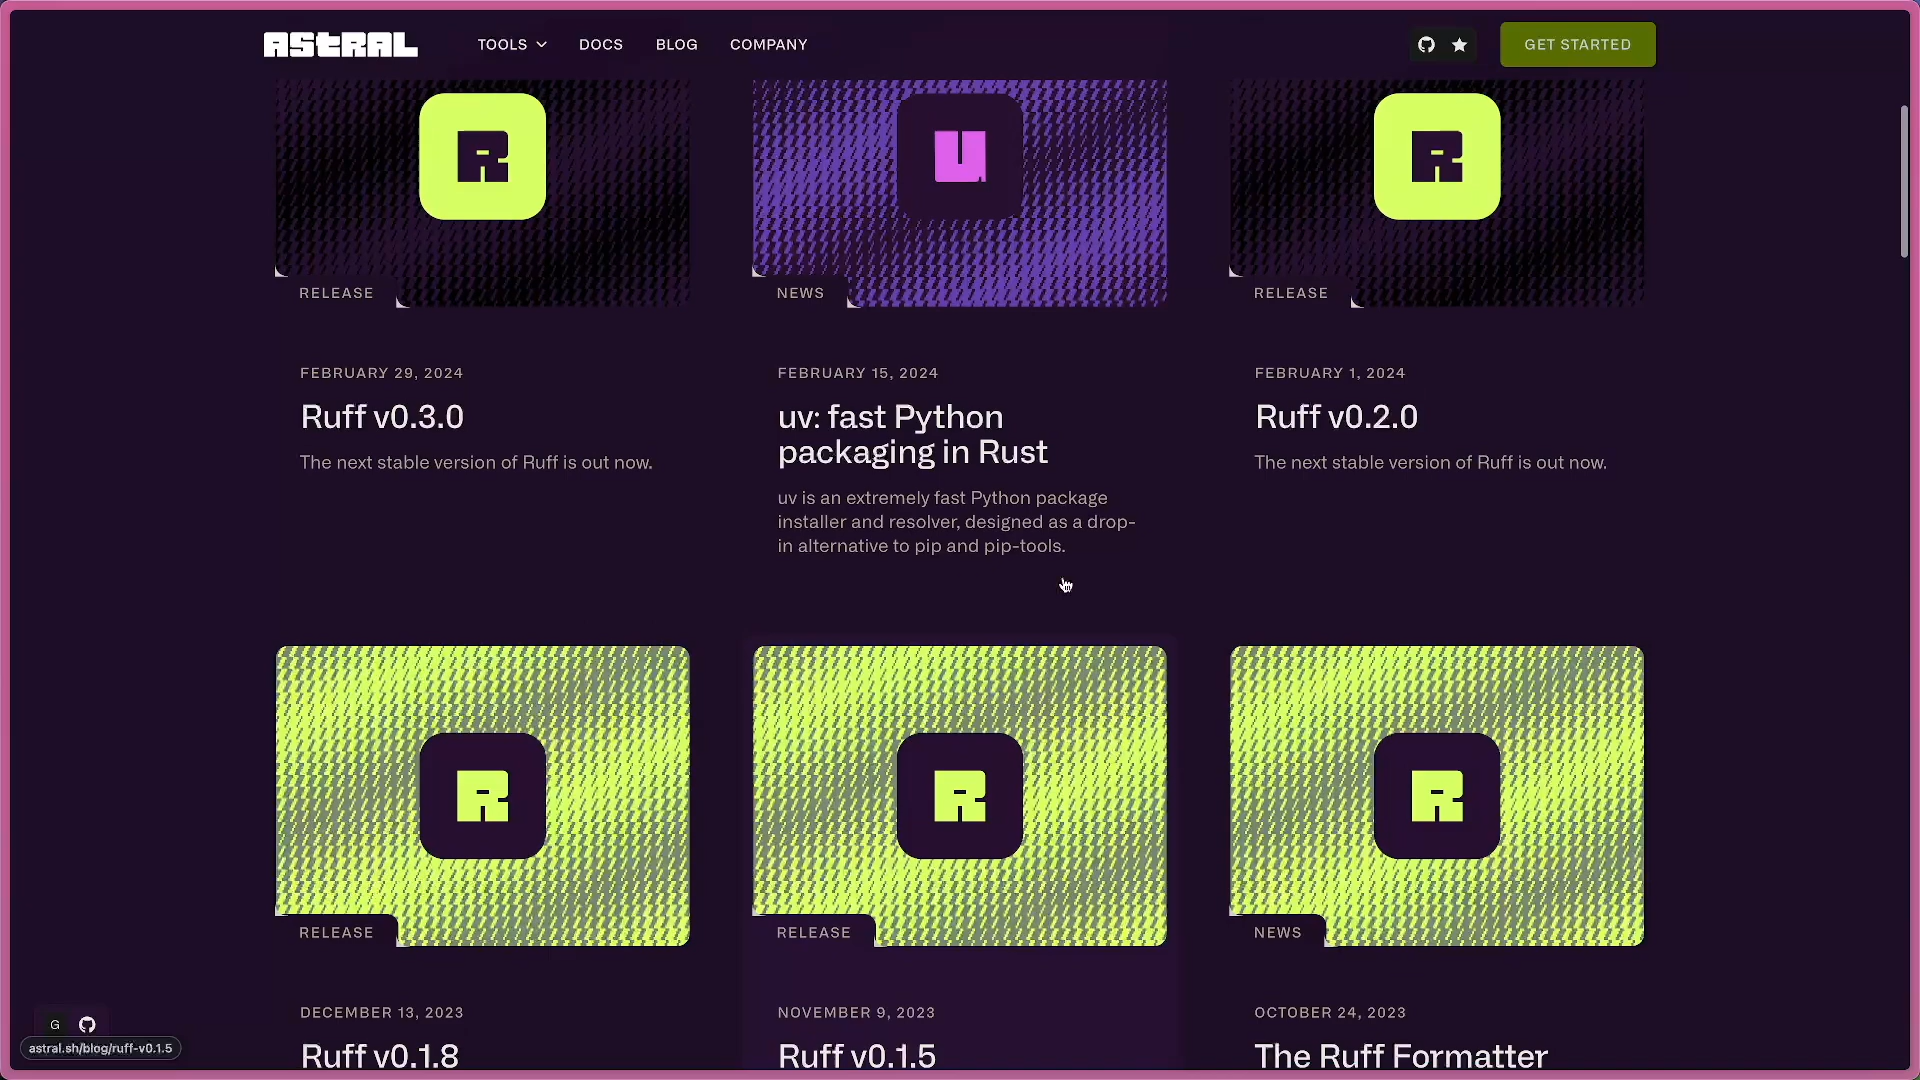 ASTRAL
TOOLS
DOCS
BLOG
COMPANY
GET STARTED
R
u
R
RELEASE
NEWS
RELEASE
FEBRUARY 29, 2024
Ruff v0.3.0
The next stable version of Ruff is out now.
FEBRUARY 15, 2024
uv: fast Python
packaging in Rust
uv is an extremely fast Python package
installer and resolver, designed as a drop-
in alternative to pip and pip-tools.
FEBRUARY 1, 2024
Ruff v0.2.0
The next stable version of Ruff is out now.
R
R
R
RELEASE
RELEASE
NEWS
DECEMBER 13, 2023
Ruff v0.1.8
NOVEMBER 9, 2023
Ruff v0.1.5
OCTOBER 24, 2023
The Ruff Formatter
G
astral.sh/blog/ruff-v0.1.5